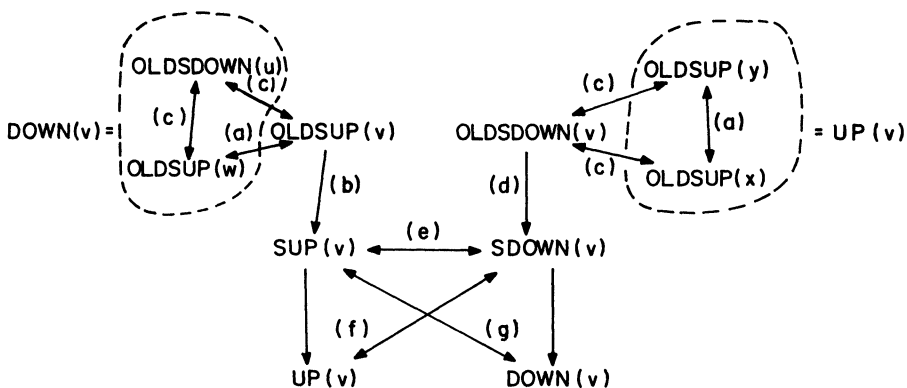 OLDSDOWN(u)
(c)
OLDSUP(y)
(c)
(c)
(a)
DOWN(v)=
(a)
OLDSUP(v)
OLDSDOWN(v)
= UP(v)
OLDSUP(w)
(c)
OLDSUP(x)
(b)
(d)
(e)
SUP(v)
SDOWN(v)
(f)
(g)
UP(v)
DOWN(v)